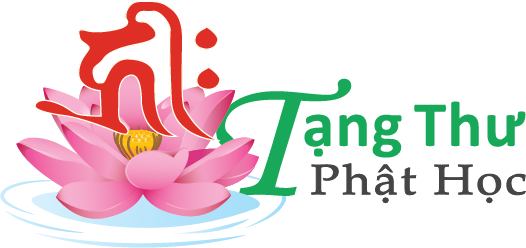 𑖮𑖿𑖨𑖱𑖾
Tạng Thư
Phật Học